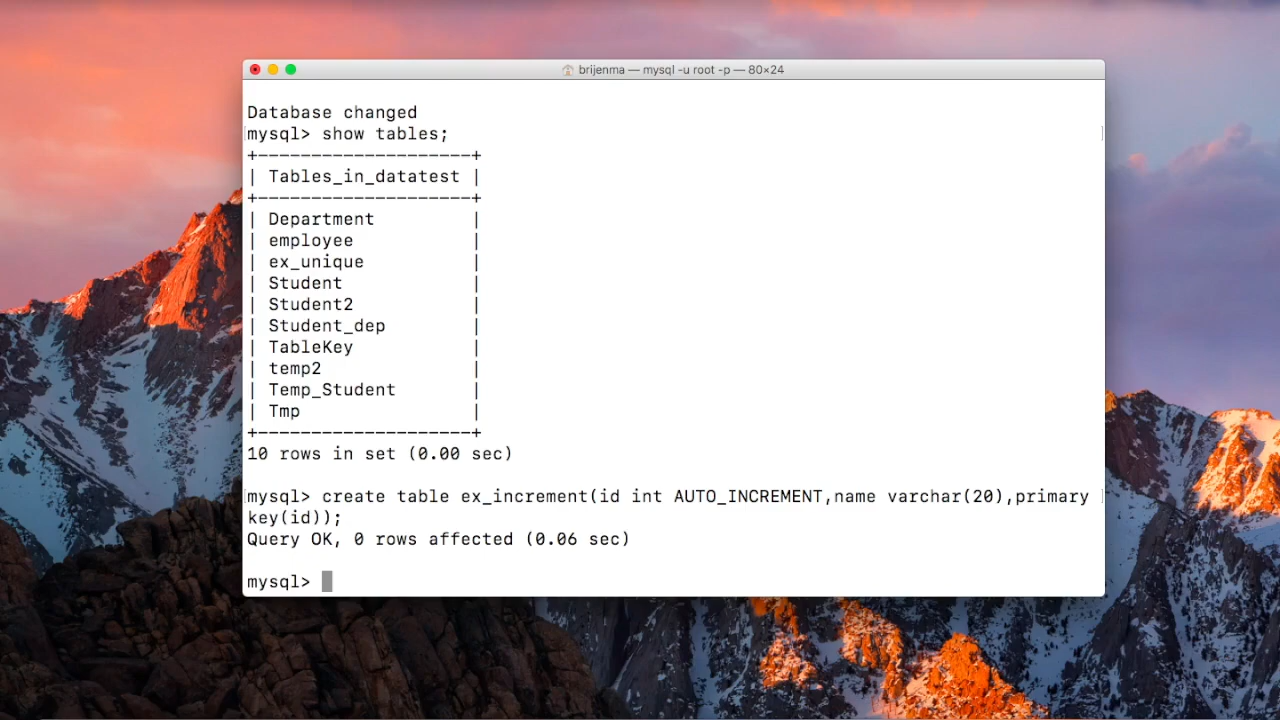 brijenma — mysql -u root -p — 80×24
Database changed
mysql> show tables;
+--------------------+
| Tables_in_datatest |
+--------------------+
| Department         |
| employee           |
| ex_unique          |
| Student            |
| Student2           |
| Student_dep        |
| TableKey           |
| temp2              |
| Temp_Student       |
| Tmp                |
+--------------------+
10 rows in set (0.00 sec)
mysql> create table ex_increment(id int AUTO_INCREMENT,name varchar(20),primary
key(id));
Query OK, 0 rows affected (0.06 sec)
mysql>